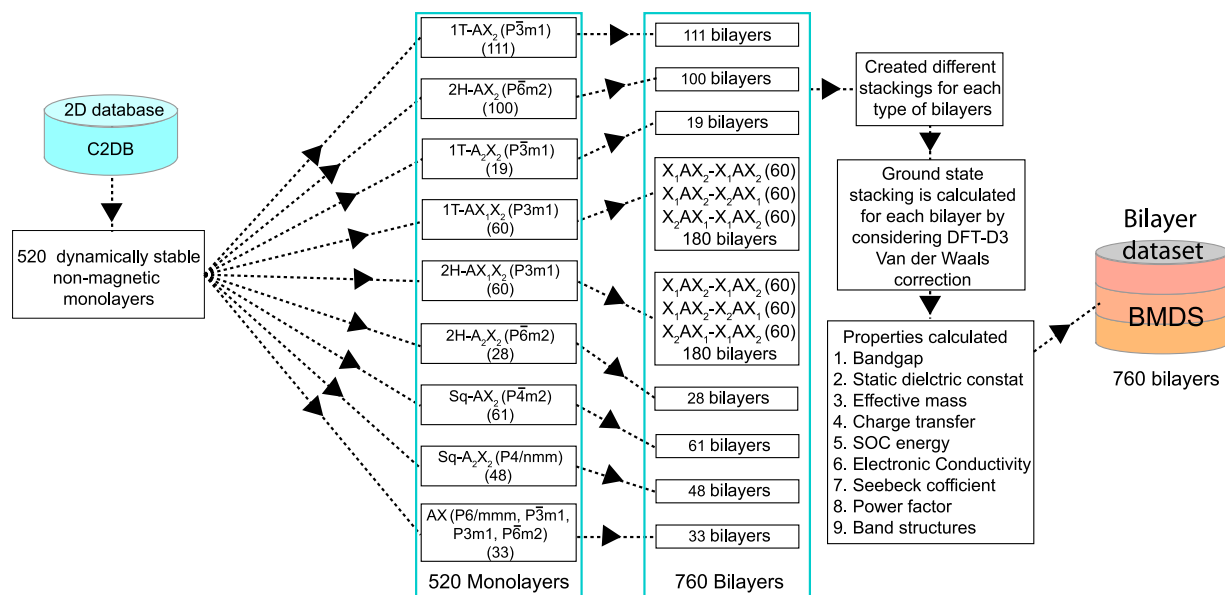 2D database
C2DB
520 dynamically stable
non-magnetic
monolayers
1T-AX₂ (P3̅m1)
(111)
2H-AX₂ (P6̅m2)
(100)
1T-A₂X₂ (P3̅m1)
(19)
1T-AX₁X₂ (P3m1)
(60)
2H-AX₁X₂ (P3m1)
(60)
2H-A₂X₂ (P6̅m2)
(28)
Sq-AX₂ (P4̅m2)
(61)
Sq-A₂X₂ (P4/nmm)
(48)
AX (P6/mmm, P3̅m1,
P3m1, P6̅m2)
(33)
520 Monolayers
111 bilayers
100 bilayers
19 bilayers
X₁AX₂-X₁AX₂ (60)
X₁AX₂-X₂AX₁ (60)
X₂AX₁-X₁AX₂ (60)
180 bilayers
X₁AX₂-X₁AX₂ (60)
X₁AX₂-X₂AX₁ (60)
X₂AX₁-X₁AX₂ (60)
180 bilayers
28 bilayers
61 bilayers
48 bilayers
33 bilayers
760 Bilayers
Created different
stackings for each
type of bilayers
Ground state
stacking is calculated
for each bilayer by
considering DFT-D3
Van der Waals
correction
Properties calculated
1. Bandgap
2. Static dielctric constat
3. Effective mass
4. Charge transfer
5. SOC energy
6. Electronic Conductivity
7. Seebeck cofficient
8. Power factor
9. Band structures
Bilayer
dataset
BMDS
760 bilayers